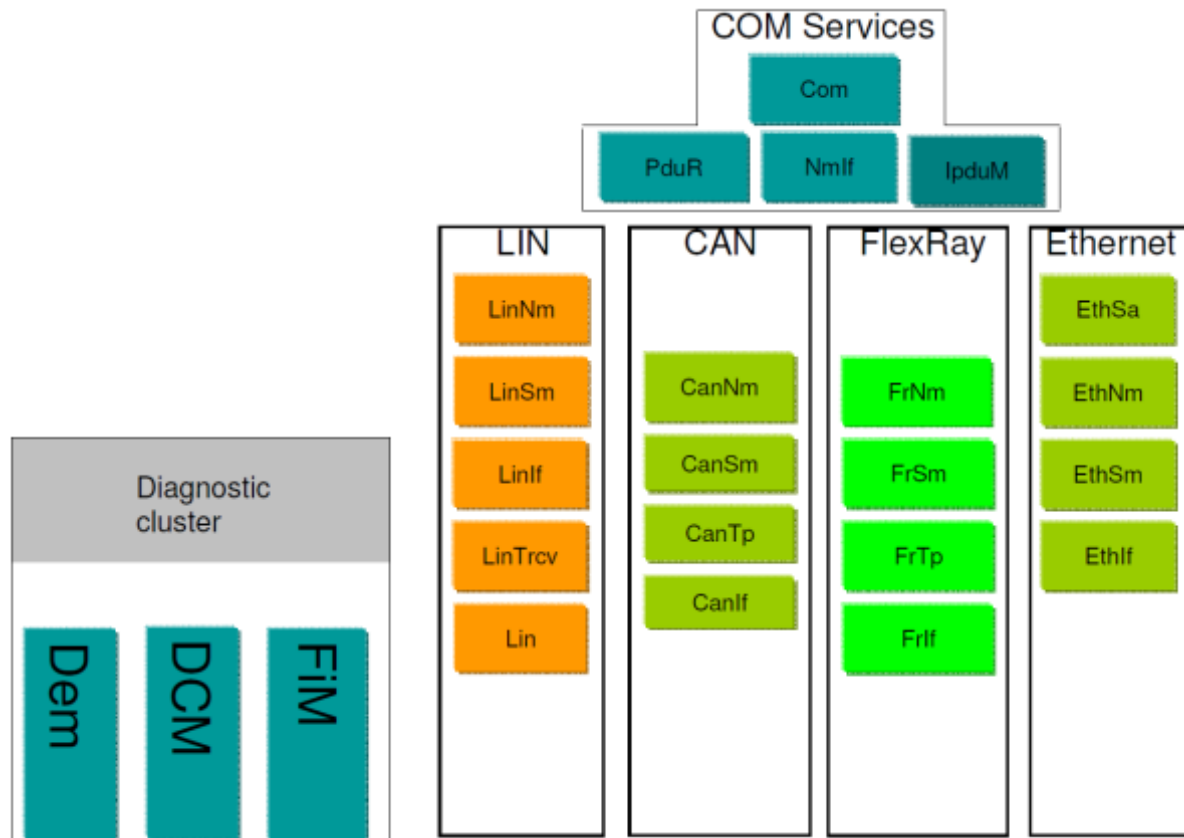 COM Services
Com
PduR
NmIf
IpduM
LIN
LinNm
LinSm
LinIf
LinTrcv
Lin
CAN
CanNm
CanSm
CanTp
CanIf
FlexRay
FrNm
FrSm
FrTp
FrIf
Ethernet
EthSa
EthNm
EthSm
EthIf
Diagnostic
cluster
Dem
DCM
FiM